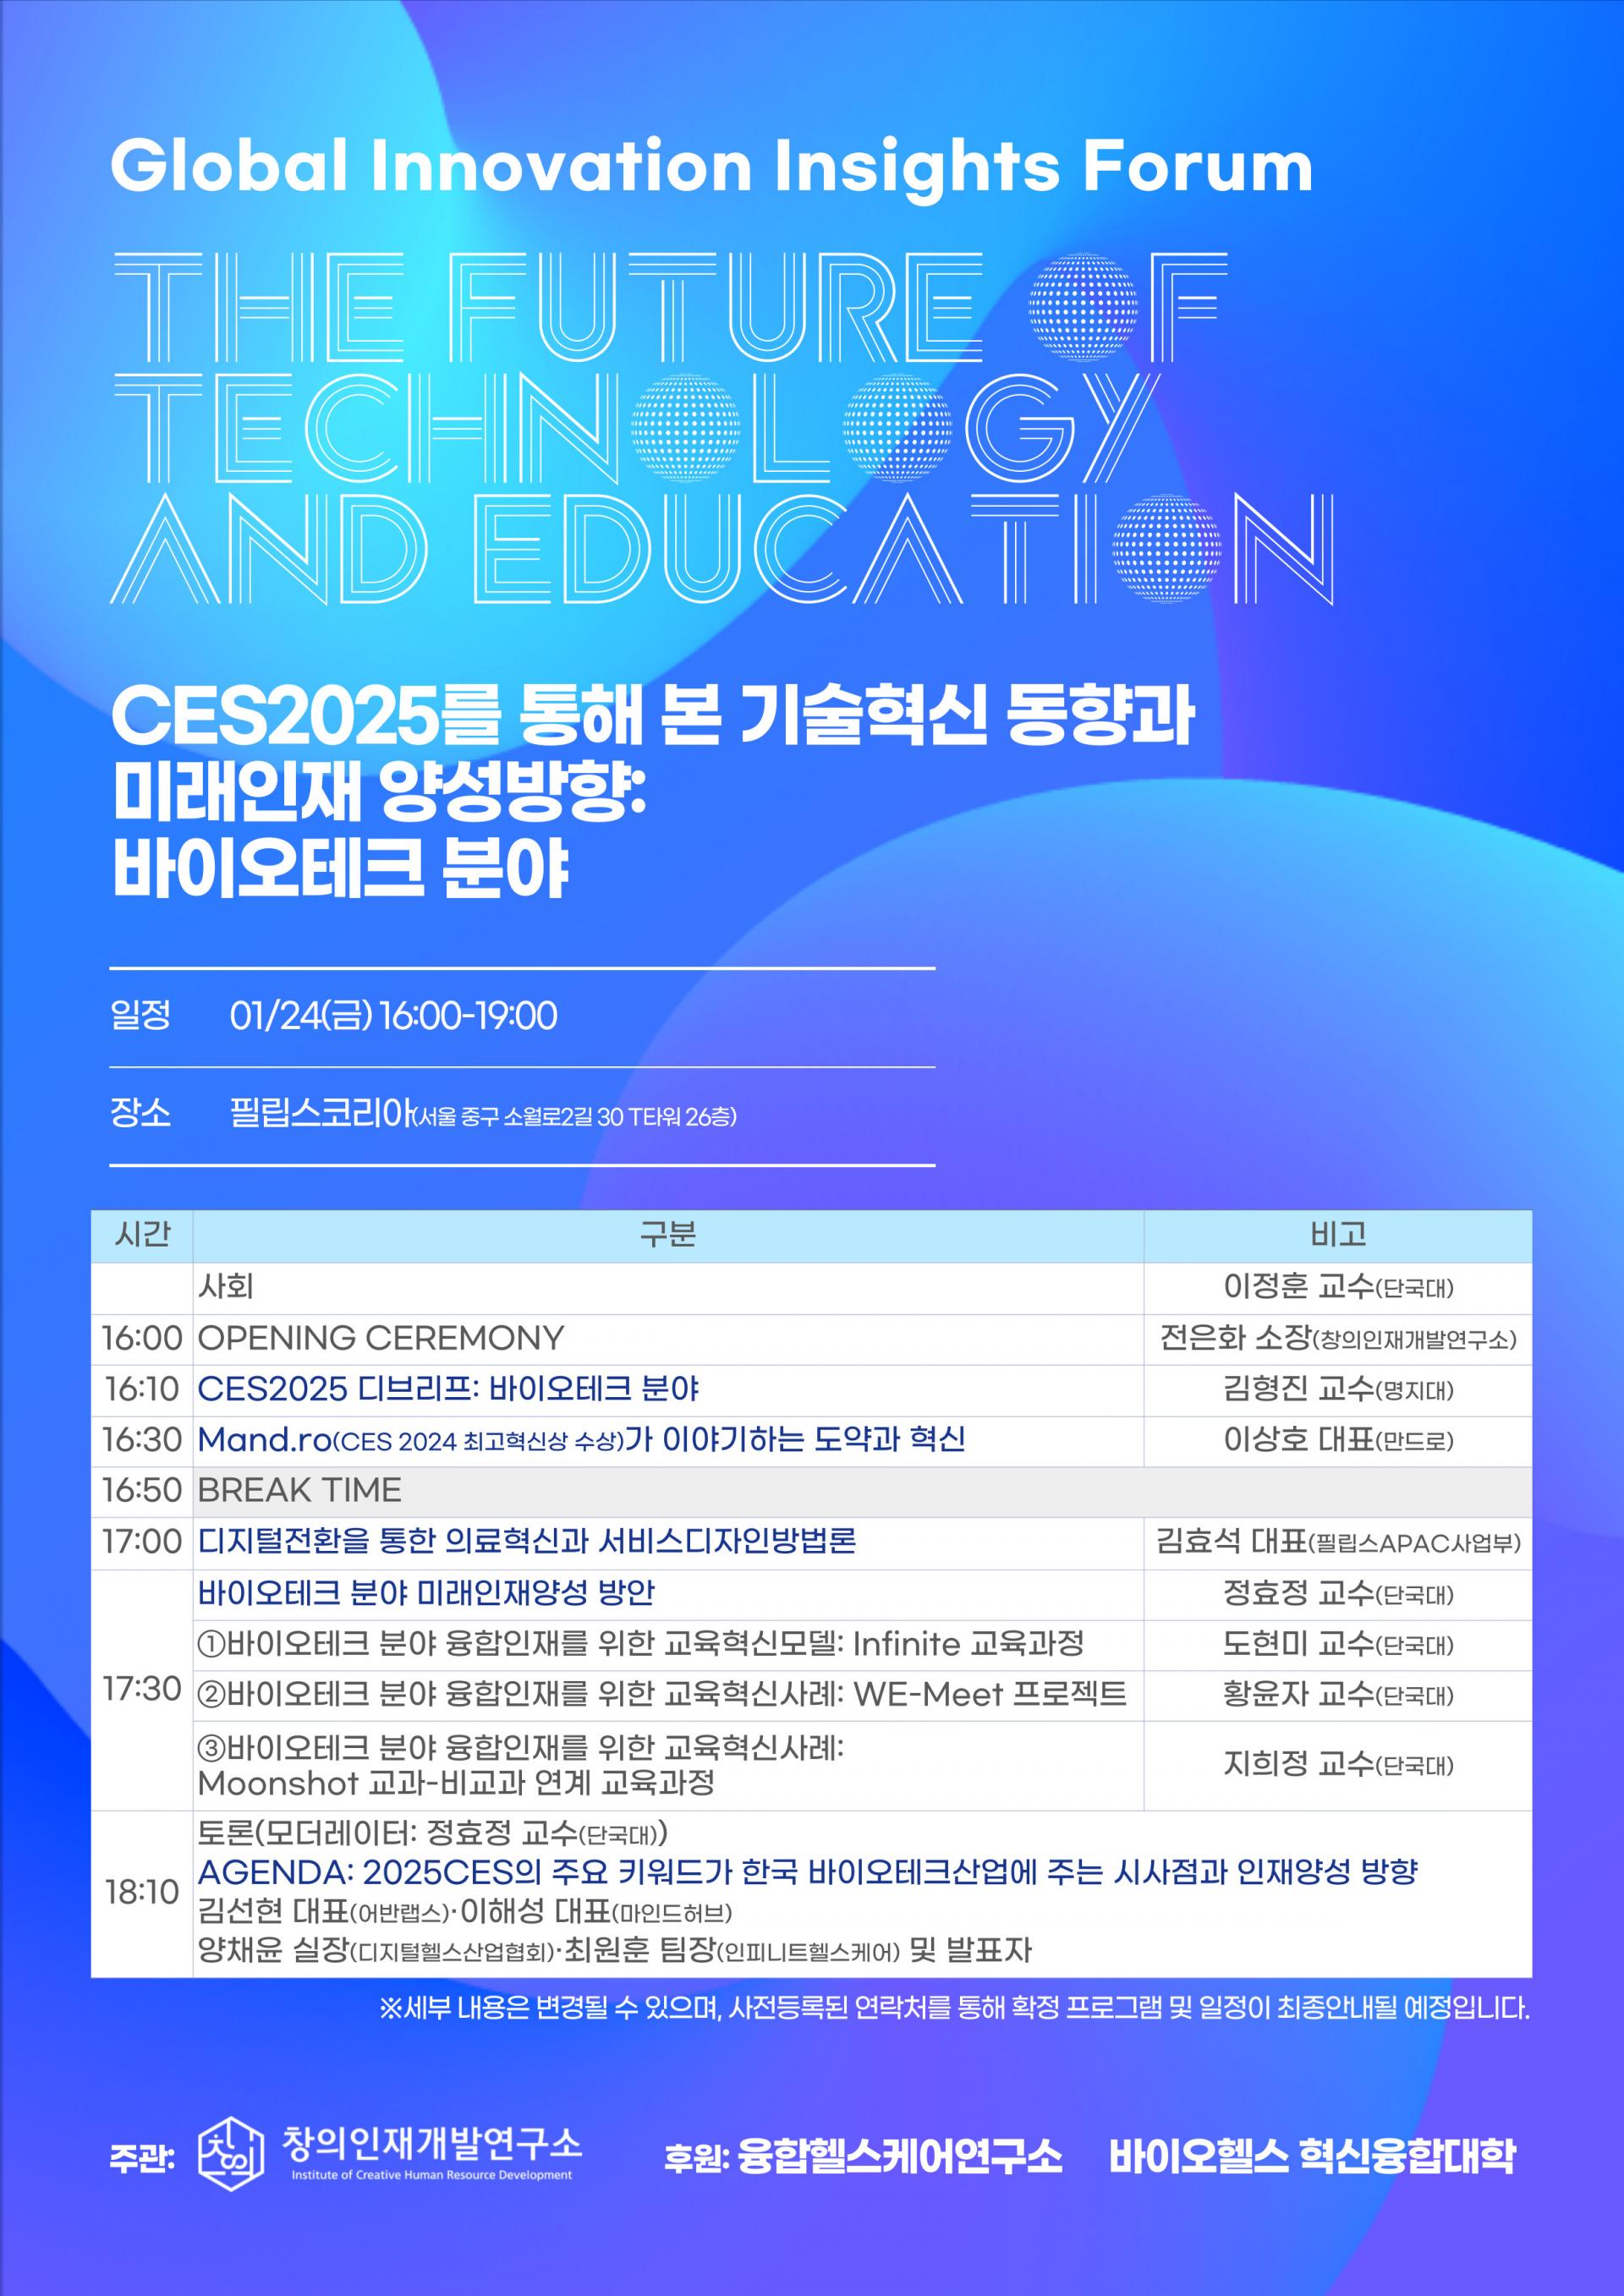 Global Innovation Insights Forum
THE FUTURE OF
TECHNOLOGY
AND EDUCATION
CES2025를 통해 본 기술혁신 동향과
미래인재 양성방향:
바이오테크 분야
일정 01/24(금) 16:00-19:00
장소 필립스코리아(서울 중구 소월로2길 30 T타워 26층)
시간 구분 비고
사회 이정훈 교수(단국대)
16:00 OPENING CEREMONY 전은화 소장(창의인재개발연구소)
16:10 CES2025 디브리프: 바이오테크 분야 김형진 교수(명지대)
16:30 Mand.ro(CES 2024 최고혁신상 수상)가 이야기하는 도약과 혁신 이상호 대표(만드로)
16:50 BREAK TIME
17:00 디지털전환을 통한 의료혁신과 서비스디자인방법론 김효석 대표(필립스APAC사업부)
17:30 바이오테크 분야 미래인재양성 방안 정효정 교수(단국대)
①바이오테크 분야 융합인재를 위한 교육혁신모델: Infinite 교육과정 도현미 교수(단국대)
②바이오테크 분야 융합인재를 위한 교육혁신사례: WE-Meet 프로젝트 황윤자 교수(단국대)
③바이오테크 분야 융합인재를 위한 교육혁신사례:
Moonshot 교과-비교과 연계 교육과정 지희정 교수(단국대)
18:10 토론(모더레이터: 정효정 교수(단국대))
AGENDA: 2025CES의 주요 키워드가 한국 바이오테크산업에 주는 시사점과 인재양성 방향
김선현 대표(어반랩스)·이해성 대표(마인드허브)
양채윤 실장(디지털헬스산업협회)·최원훈 팀장(인피니트헬스케어) 및 발표자
※세부 내용은 변경될 수 있으며, 사전등록된 연락처를 통해 확정 프로그램 및 일정이 최종안내될 예정입니다.
주관: 창의인재개발연구소
Institute of Creative Human Resource Development
후원: 융합헬스케어연구소 바이오헬스 혁신융합대학